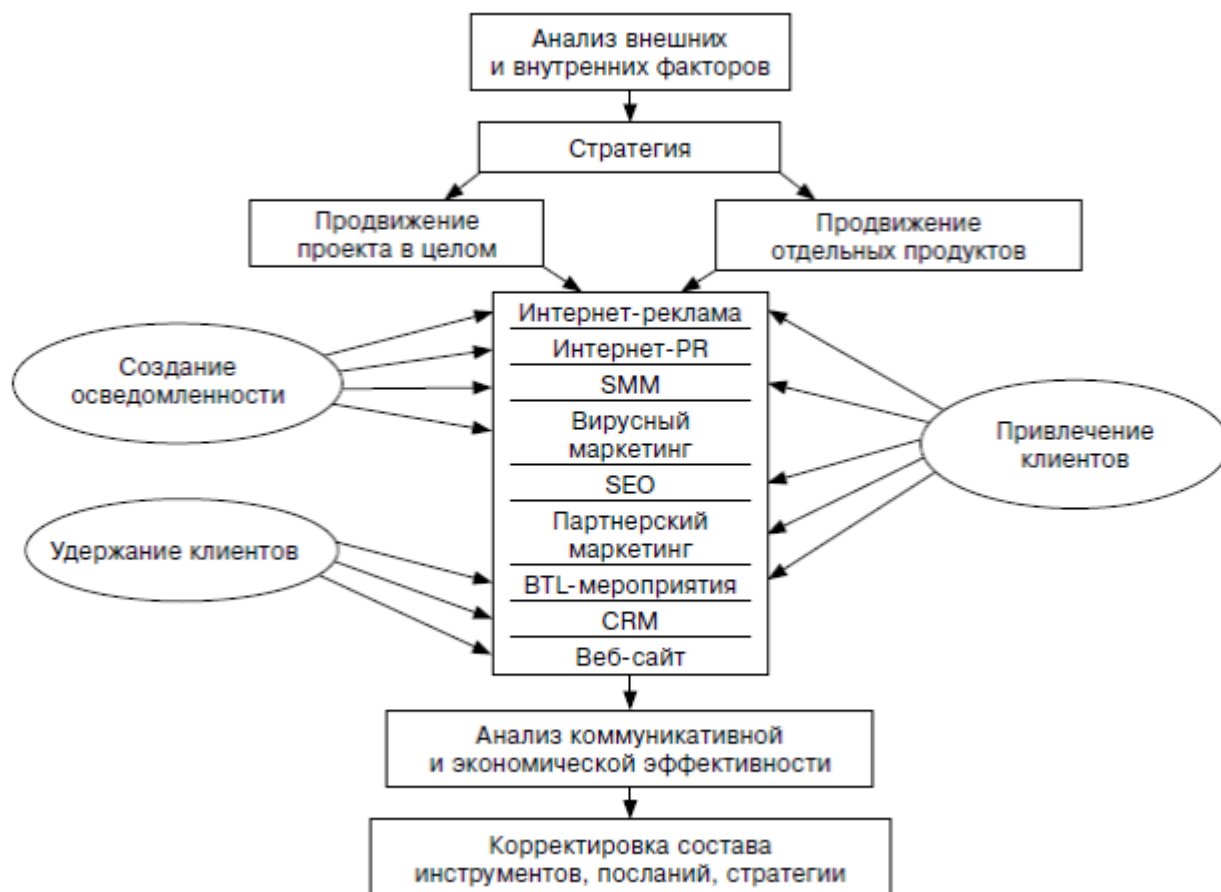 Анализ внешних
и внутренних факторов
Стратегия
Продвижение
проекта в целом
Продвижение
отдельных продуктов
Интернет-реклама
Интернет-PR
SMM
Вирусный
маркетинг
SEO
Партнерский
маркетинг
BTL-мероприятия
CRM
Веб-сайт
Создание
осведомленности
Удержание клиентов
Привлечение
клиентов
Анализ коммуникативной
и экономической эффективности
Корректировка состава
инструментов, посланий, стратегии